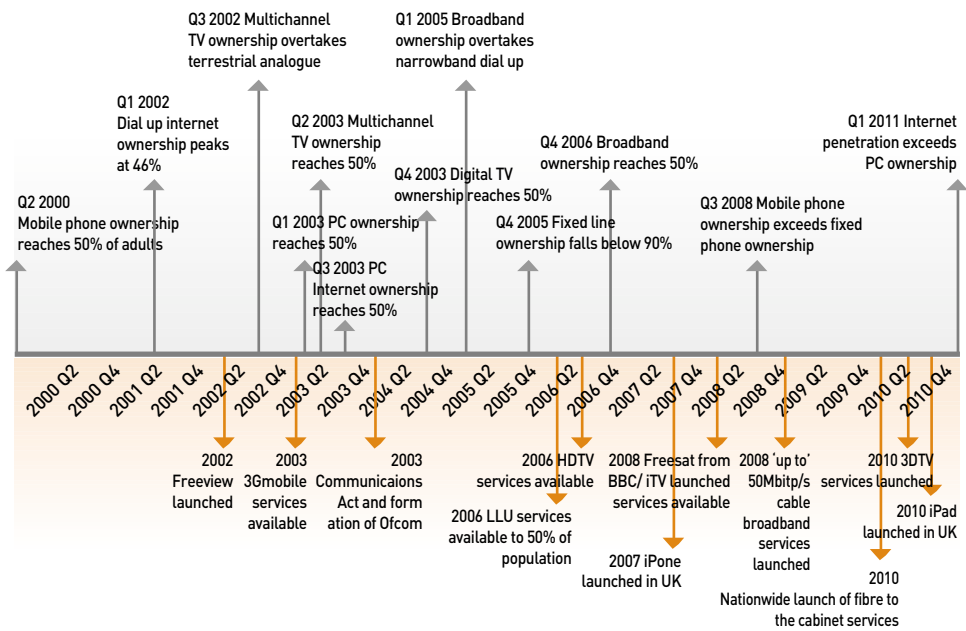 Q3 2002 Multichannel
TV ownership overtakes
terrestrial analogue
Q1 2005 Broadband
ownership overtakes
narrowband dial up
Q1 2002
Dial up internet
ownership peaks
at 46%
Q2 2003 Multichannel
TV ownership
reaches 50%
Q4 2006 Broadband
ownership reaches 50%
Q1 2011 Internet
penetration exceeds
PC ownership
Q4 2003 Digital TV
ownership reaches 50%
Q2 2000
Mobile phone ownership
reaches 50% of adults
Q1 2003 PC ownership
reaches 50%
Q4 2005 Fixed line
ownership falls below 90%
Q3 2008 Mobile phone
ownership exceeds fixed
phone ownership
Q3 2003 PC
Internet ownership
reaches 50%
2000 Q2
2000 Q4
2001 Q2
2001 Q4
2002 Q2
2002 Q4
2003 Q2
2003 Q4
2004 Q2
2004 Q4
2005 Q2
2005 Q4
2006 Q2
2006 Q4
2007 Q2
2007 Q4
2008 Q2
2008 Q4
2009 Q2
2009 Q4
2010 Q2
2010 Q4
2002
Freeview
launched
2003
3Gmobile
services
available
2003
Communicaions
Act and form
ation of Ofcom
2006 HDTV
services available
2006 LLU services
available to 50% of
population
2008 Freesat from
BBC/ iTV launched
services available
2007 iPone
launched in UK
2008 ‘up to’
50Mbitp/s
cable
broadband
services
launched
2010 3DTV
services launched
2010 iPad
launched in UK
2010
Nationwide launch of fibre to
the cabinet services